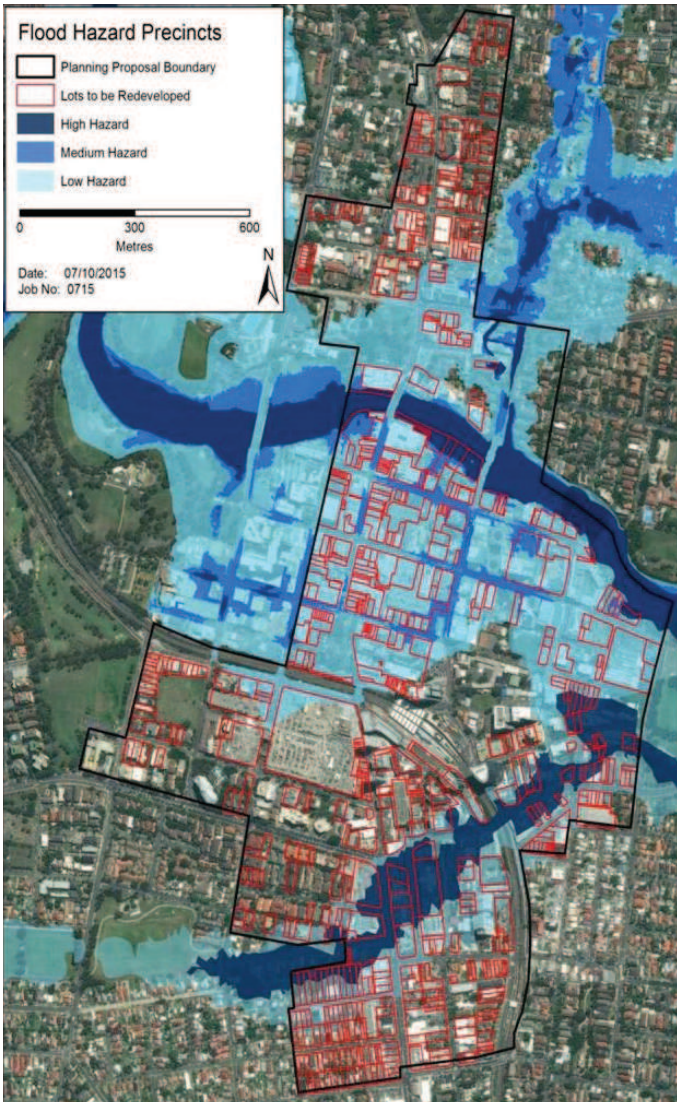 Flood Hazard Precincts
Planning Proposal Boundary
Lots to be Redeveloped
High Hazard
Medium Hazard
Low Hazard
0 300 600
Metres
N
Date: 07/10/2015
Job No: 0715